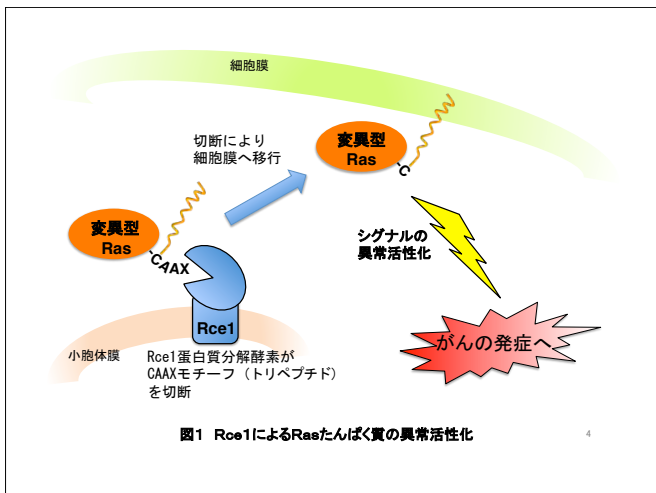 細胞膜
切断により
細胞膜へ移行
変異型
Ras
-C
変異型
Ras
-CAAX
シグナルの
異常活性化
Rce1
がんの発症へ
小胞体膜
Rce1蛋白質分解酵素が
CAAXモチーフ（トリペプチド）
を切断
図1 Rce1によるRasたんぱく質の異常活性化
4